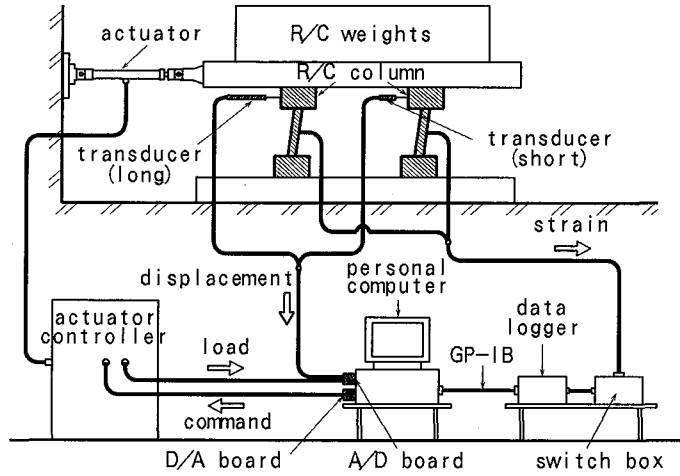 actuator
R/C weights
R/C column
transducer
(long)
transducer
(short)
strain
displacement
personal
computer
data
logger
actuator
controller
load
GP-IB
command
D/A board
A/D board
switch box